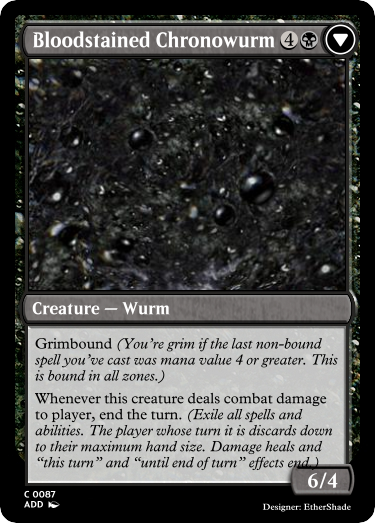 Bloodstained Chronowurm 4
Creature — Wurm
Grimbound (You're grim if the last non-bound
spell you've cast was mana value 4 or greater. This
is bound in all zones.)
Whenever this creature deals combat damage
to player, end the turn. (Exile all spells and
abilities. The player whose turn it is discards down
to their maximum hand size. Damage heals and
“this turn” and “until end of turn” effects end.)
6/4
C 0087
ADD
Designer: EtherShade